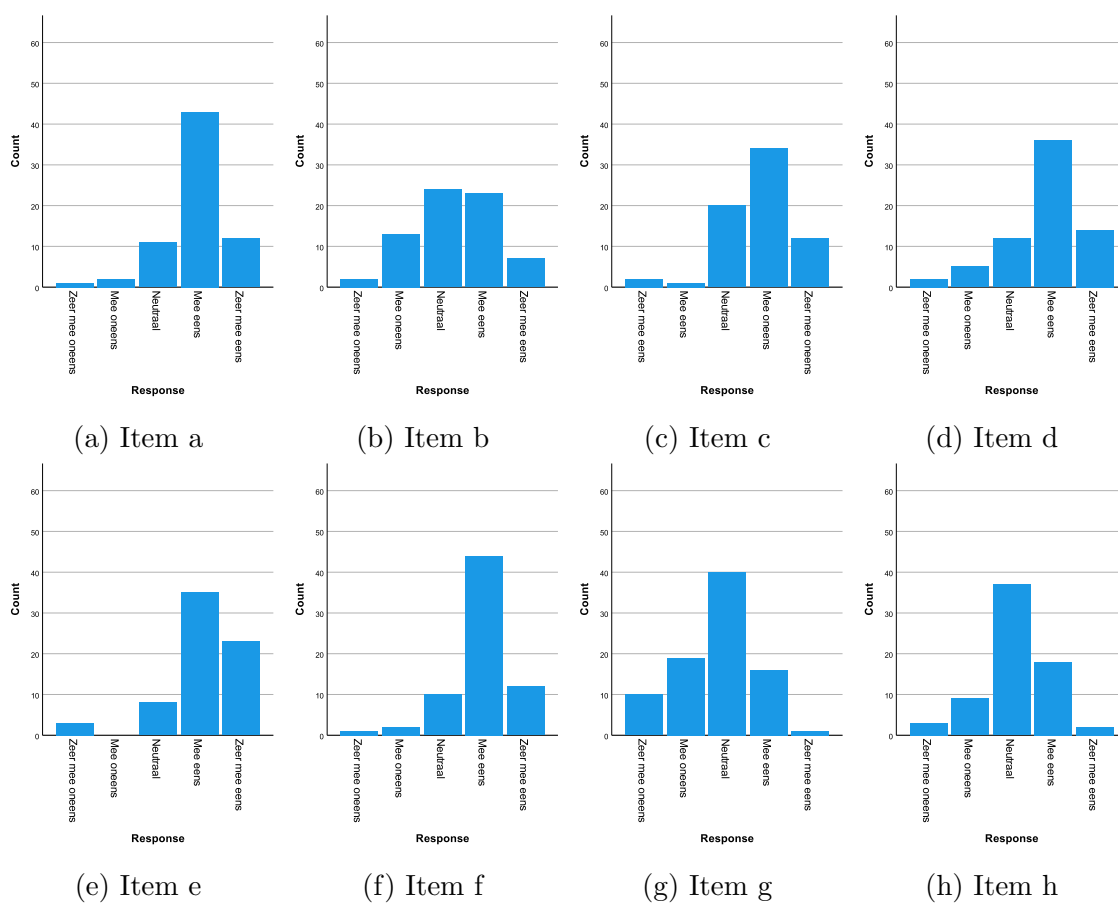 60
50
40
30
20
10
0
Count
Zeer mee oneens
Mee oneens
Neutraal
Mee eens
Zeer mee eens
Response
(a) Item a
60
50
40
30
20
10
0
Count
Zeer mee oneens
Mee oneens
Neutraal
Mee eens
Zeer mee eens
Response
(b) Item b
60
50
40
30
20
10
0
Count
Zeer mee oneens
Mee eens
Neutraal
Mee oneens
Zeer mee oneens
Response
(c) Item c
60
50
40
30
20
10
0
Count
Zeer mee oneens
Mee oneens
Neutraal
Mee eens
Zeer mee eens
Response
(d) Item d
60
50
40
30
20
10
0
Count
Zeer mee oneens
Mee oneens
Neutraal
Mee eens
Zeer mee eens
Response
(e) Item e
60
50
40
30
20
10
0
Count
Zeer mee oneens
Mee oneens
Neutraal
Mee eens
Zeer mee eens
Response
(f) Item f
60
50
40
30
20
10
0
Count
Zeer mee oneens
Mee oneens
Neutraal
Mee eens
Zeer mee eens
Response
(g) Item g
60
50
40
30
20
10
0
Count
Zeer mee oneens
Mee oneens
Neutraal
Mee eens
Zeer mee eens
Response
(h) Item h